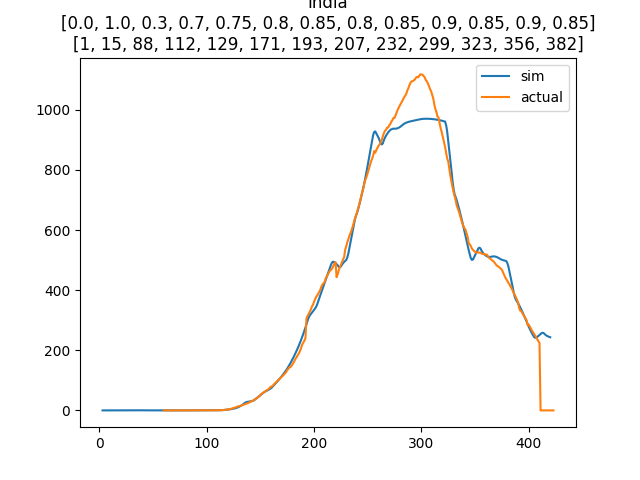 India
[0.0, 1.0, 0.3, 0.7, 0.75, 0.8, 0.85, 0.8, 0.85, 0.9, 0.85, 0.9, 0.85]
[1, 15, 88, 112, 129, 171, 193, 207, 232, 299, 323, 356, 382]
sim
actual
1000
800
600
400
200
0
0 100 200 300 400